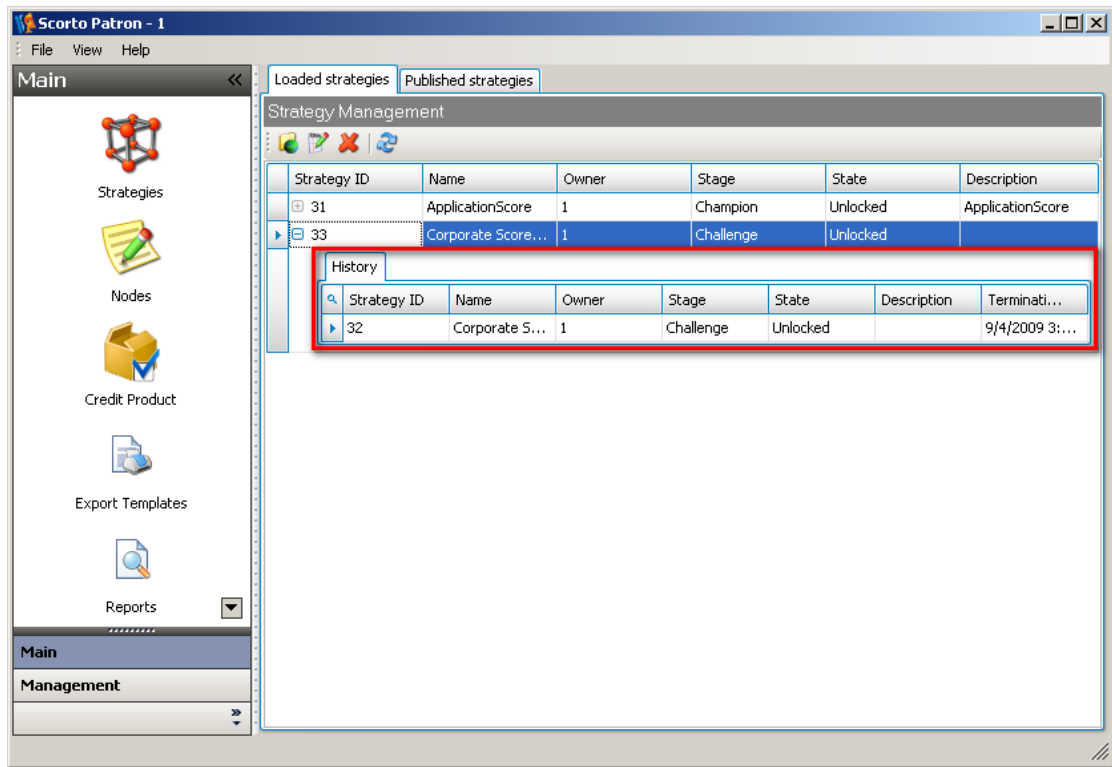 Scorto Patron - 1
File View Help
Main «
Loaded strategies Published strategies
Strategy Management
Strategies
Nodes
Credit Product
Export Templates
Reports
Main
Management
»
Strategy ID Name Owner Stage State Description
31 ApplicationScore 1 Champion Unlocked ApplicationScore
33 Corporate Score... 1 Challenge Unlocked
History
Strategy ID Name Owner Stage State Description Terminati...
32 Corporate S... 1 Challenge Unlocked 9/4/2009 3:...